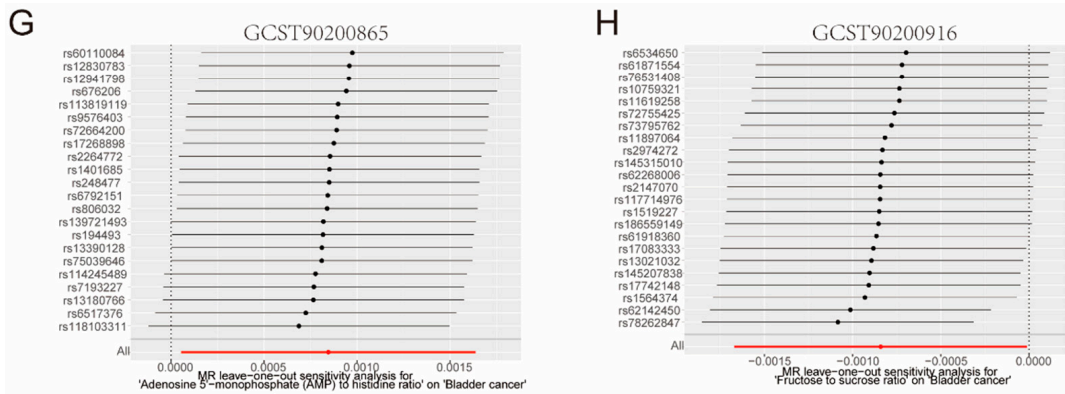 G
GCST90200865
rs60110084
rs12830783
rs12941798
rs676206
rs113819119
rs9576403
rs72664200
rs17268898
rs2264772
rs1401685
rs248477
rs6792151
rs806032
rs139721493
rs194493
rs13390128
rs75039646
rs114245489
rs7193227
rs13180766
rs6517376
rs118103311
All
0.0000 0.0005 0.0010 0.0015
MR leave-one-out sensitivity analysis for
'Adenosine 5'-monophosphate (AMP) to histidine ratio' on 'Bladder cancer'
H
GCST90200916
rs6534650
rs61871554
rs76531408
rs10759321
rs11619258
rs72755425
rs73795762
rs11897064
rs2974272
rs145315010
rs62268006
rs2147070
rs117714976
rs1519227
rs186559149
rs61918360
rs17083333
rs13021032
rs145207838
rs17742148
rs1564374
rs62142450
rs78262847
All
-0.0015 -0.0010 -0.0005 0.0000
MR leave-one-out sensitivity analysis for
'Fructose to sucrose ratio' on 'Bladder cancer'